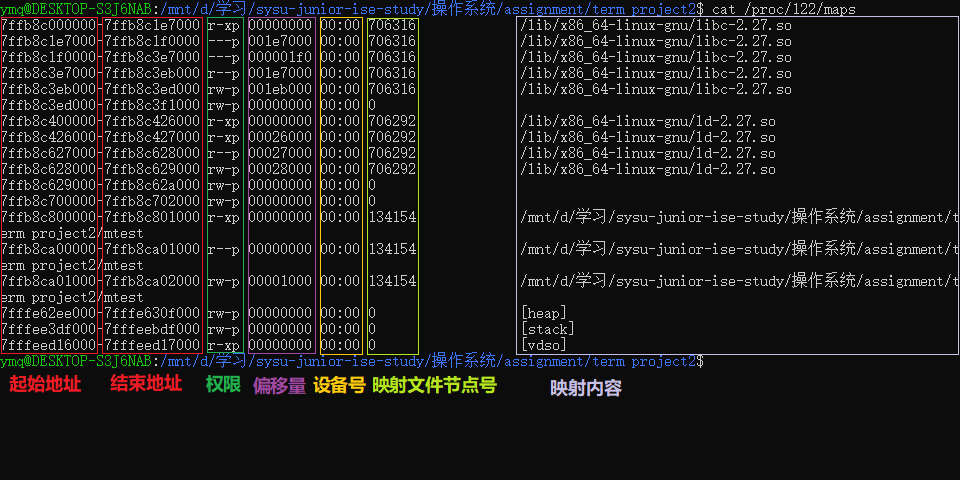 ymq@DESKTOP-S3J6NAB:/mnt/d/学习/sysu-junior-ise-study/操作系统/assignment/term project2$ cat /proc/122/maps
7ffb8c000000-7ffb8c1e7000 r-xp 00000000 00:00 706316 /lib/x86_64-linux-gnu/libc-2.27.so
7ffb8c1e7000-7ffb8c1f0000 ---p 001e7000 00:00 706316 /lib/x86_64-linux-gnu/libc-2.27.so
7ffb8c1f0000-7ffb8c3e7000 ---p 000001f0 00:00 706316 /lib/x86_64-linux-gnu/libc-2.27.so
7ffb8c3e7000-7ffb8c3eb000 r--p 001e7000 00:00 706316 /lib/x86_64-linux-gnu/libc-2.27.so
7ffb8c3eb000-7ffb8c3ed000 rw-p 001eb000 00:00 706316 /lib/x86_64-linux-gnu/libc-2.27.so
7ffb8c3ed000-7ffb8c3f1000 rw-p 00000000 00:00 0
7ffb8c400000-7ffb8c426000 r-xp 00000000 00:00 706292 /lib/x86_64-linux-gnu/ld-2.27.so
7ffb8c426000-7ffb8c427000 r-xp 00026000 00:00 706292 /lib/x86_64-linux-gnu/ld-2.27.so
7ffb8c627000-7ffb8c628000 r--p 00027000 00:00 706292 /lib/x86_64-linux-gnu/ld-2.27.so
7ffb8c628000-7ffb8c629000 rw-p 00028000 00:00 706292 /lib/x86_64-linux-gnu/ld-2.27.so
7ffb8c629000-7ffb8c62a000 rw-p 00000000 00:00 0
7ffb8c700000-7ffb8c702000 rw-p 00000000 00:00 0
7ffb8c800000-7ffb8c801000 r-xp 00000000 00:00 134154 /mnt/d/学习/sysu-junior-ise-study/操作系统/assignment/t
erm project2/mtest
7ffb8ca00000-7ffb8ca01000 r--p 00000000 00:00 134154 /mnt/d/学习/sysu-junior-ise-study/操作系统/assignment/t
erm project2/mtest
7ffb8ca01000-7ffb8ca02000 rw-p 00001000 00:00 134154 /mnt/d/学习/sysu-junior-ise-study/操作系统/assignment/t
erm project2/mtest
7fffe62ee000-7fffe630f000 rw-p 00000000 00:00 0 [heap]
7fffee3df000-7fffeebdf000 rw-p 00000000 00:00 0 [stack]
7fffeed16000-7fffeed17000 r-xp 00000000 00:00 0 [vdso]
ymq@DESKTOP-S3J6NAB:/mnt/d/学习/sysu-junior-ise-study/操作系统/assignment/term project2$
起始地址 结束地址 权限 偏移量 设备号 映射文件节点号 映射内容